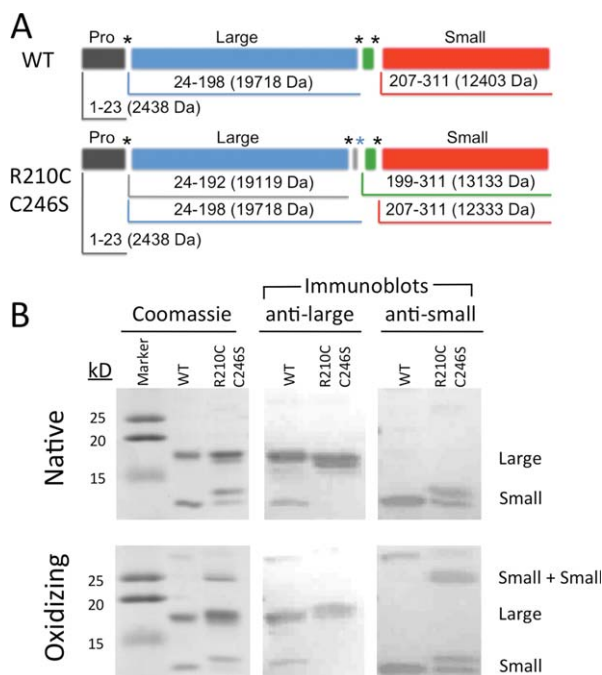 A
Pro * Large * * Small
WT
24-198 (19718 Da) 207-311 (12403 Da)
1-23 (2438 Da)
Pro * Large * * * Small
R210C
C246S
24-192 (19119 Da) 199-311 (13133 Da)
24-198 (19718 Da) 207-311 (12333 Da)
1-23 (2438 Da)
B
Immunoblots
Coomassie anti-large anti-small
kD
Marker
WT
R210C
C246S
WT
R210C
C246S
WT
R210C
C246S
Native
25
20
15
Large
Small
Oxidizing
25
20
15
Small + Small
Large
Small